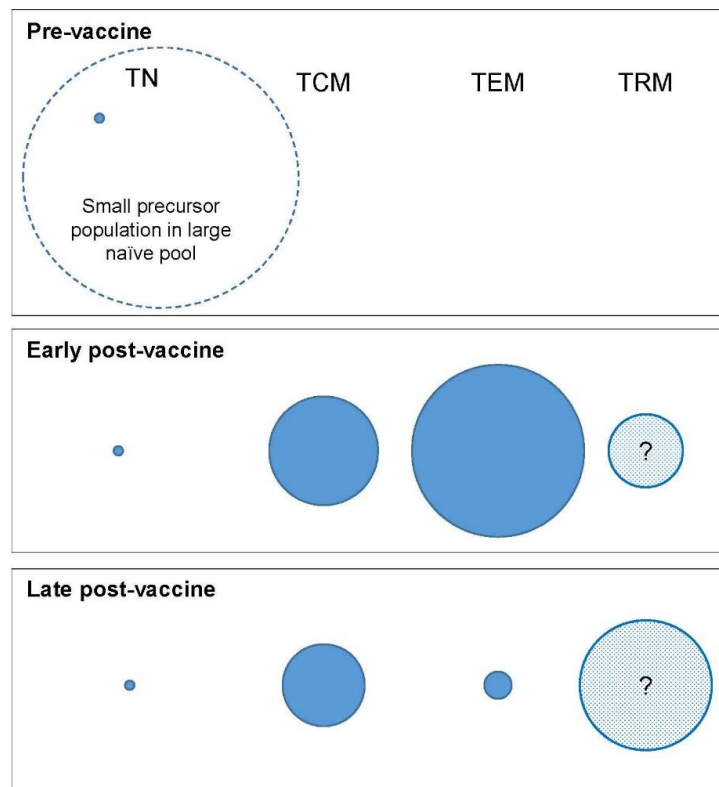 Pre-vaccine
TN TCM TEM TRM
Small precursor
population in large
naïve pool
Early post-vaccine
?
Late post-vaccine
?